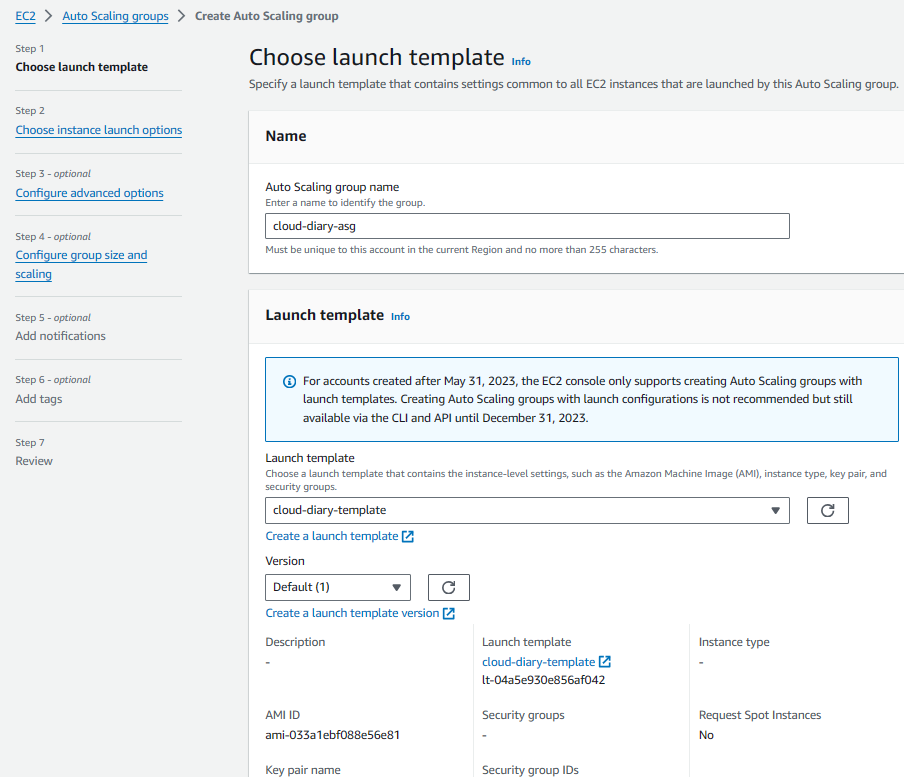 EC2 > Auto Scaling groups > Create Auto Scaling group
Step 1
Choose launch template
Step 2
Choose instance launch options
Step 3 - optional
Configure advanced options
Step 4 - optional
Configure group size and
scaling
Step 5 - optional
Add notifications
Step 6 - optional
Add tags
Step 7
Review
Choose launch template Info
Specify a launch template that contains settings common to all EC2 instances that are launched by this Auto Scaling group.
Name
Auto Scaling group name
Enter a name to identify the group.
cloud-diary-asg
Must be unique to this account in the current Region and no more than 255 characters.
Launch template Info
For accounts created after May 31, 2023, the EC2 console only supports creating Auto Scaling groups with
launch templates. Creating Auto Scaling groups with launch configurations is not recommended but still
available via the CLI and API until December 31, 2023.
Launch template
Choose a launch template that contains the instance-level settings, such as the Amazon Machine Image (AMI), instance type, key pair, and
security groups.
cloud-diary-template
Create a launch template
Version
Default (1)
Create a launch template version
Description
-
Launch template
cloud-diary-template
lt-04a5e930e856af042
Instance type
-
AMI ID
ami-033a1ebf088e56e81
Security groups
-
Request Spot Instances
No
Key pair name
Security group IDs